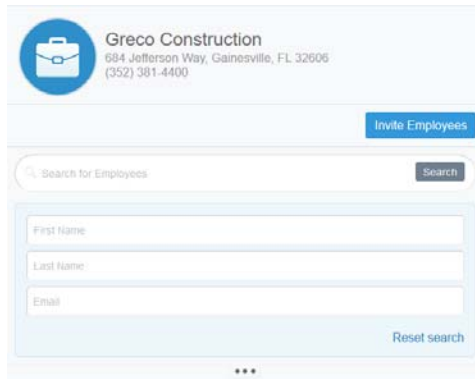 Greco Construction
684 Jefferson Way, Gainesville, FL 32606
(352) 381-4400
Invite Employees
Search for Employees
Search
First Name
Last Name
Email
Reset search